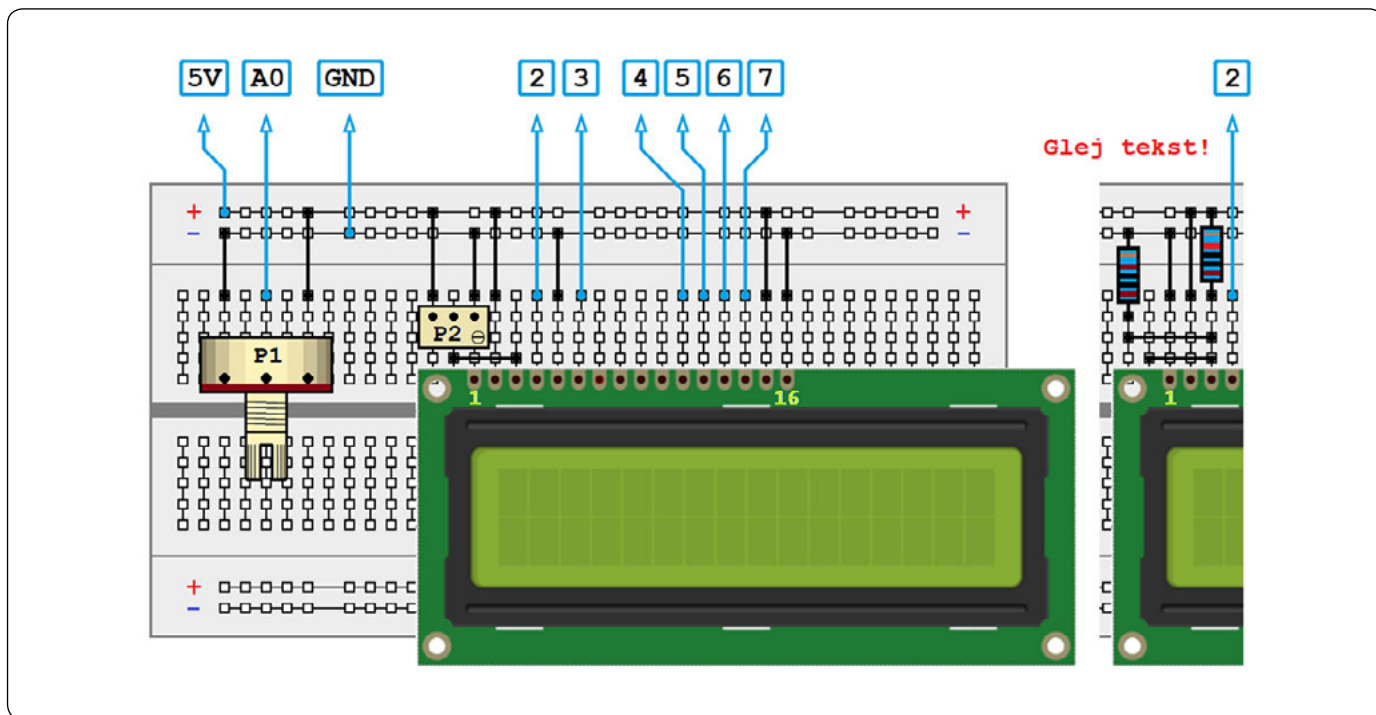 5V A0 GND 2 3 4 5 6 7 2
Glej tekst!
+ +
− −
P2
P1
1 16 1
+
−